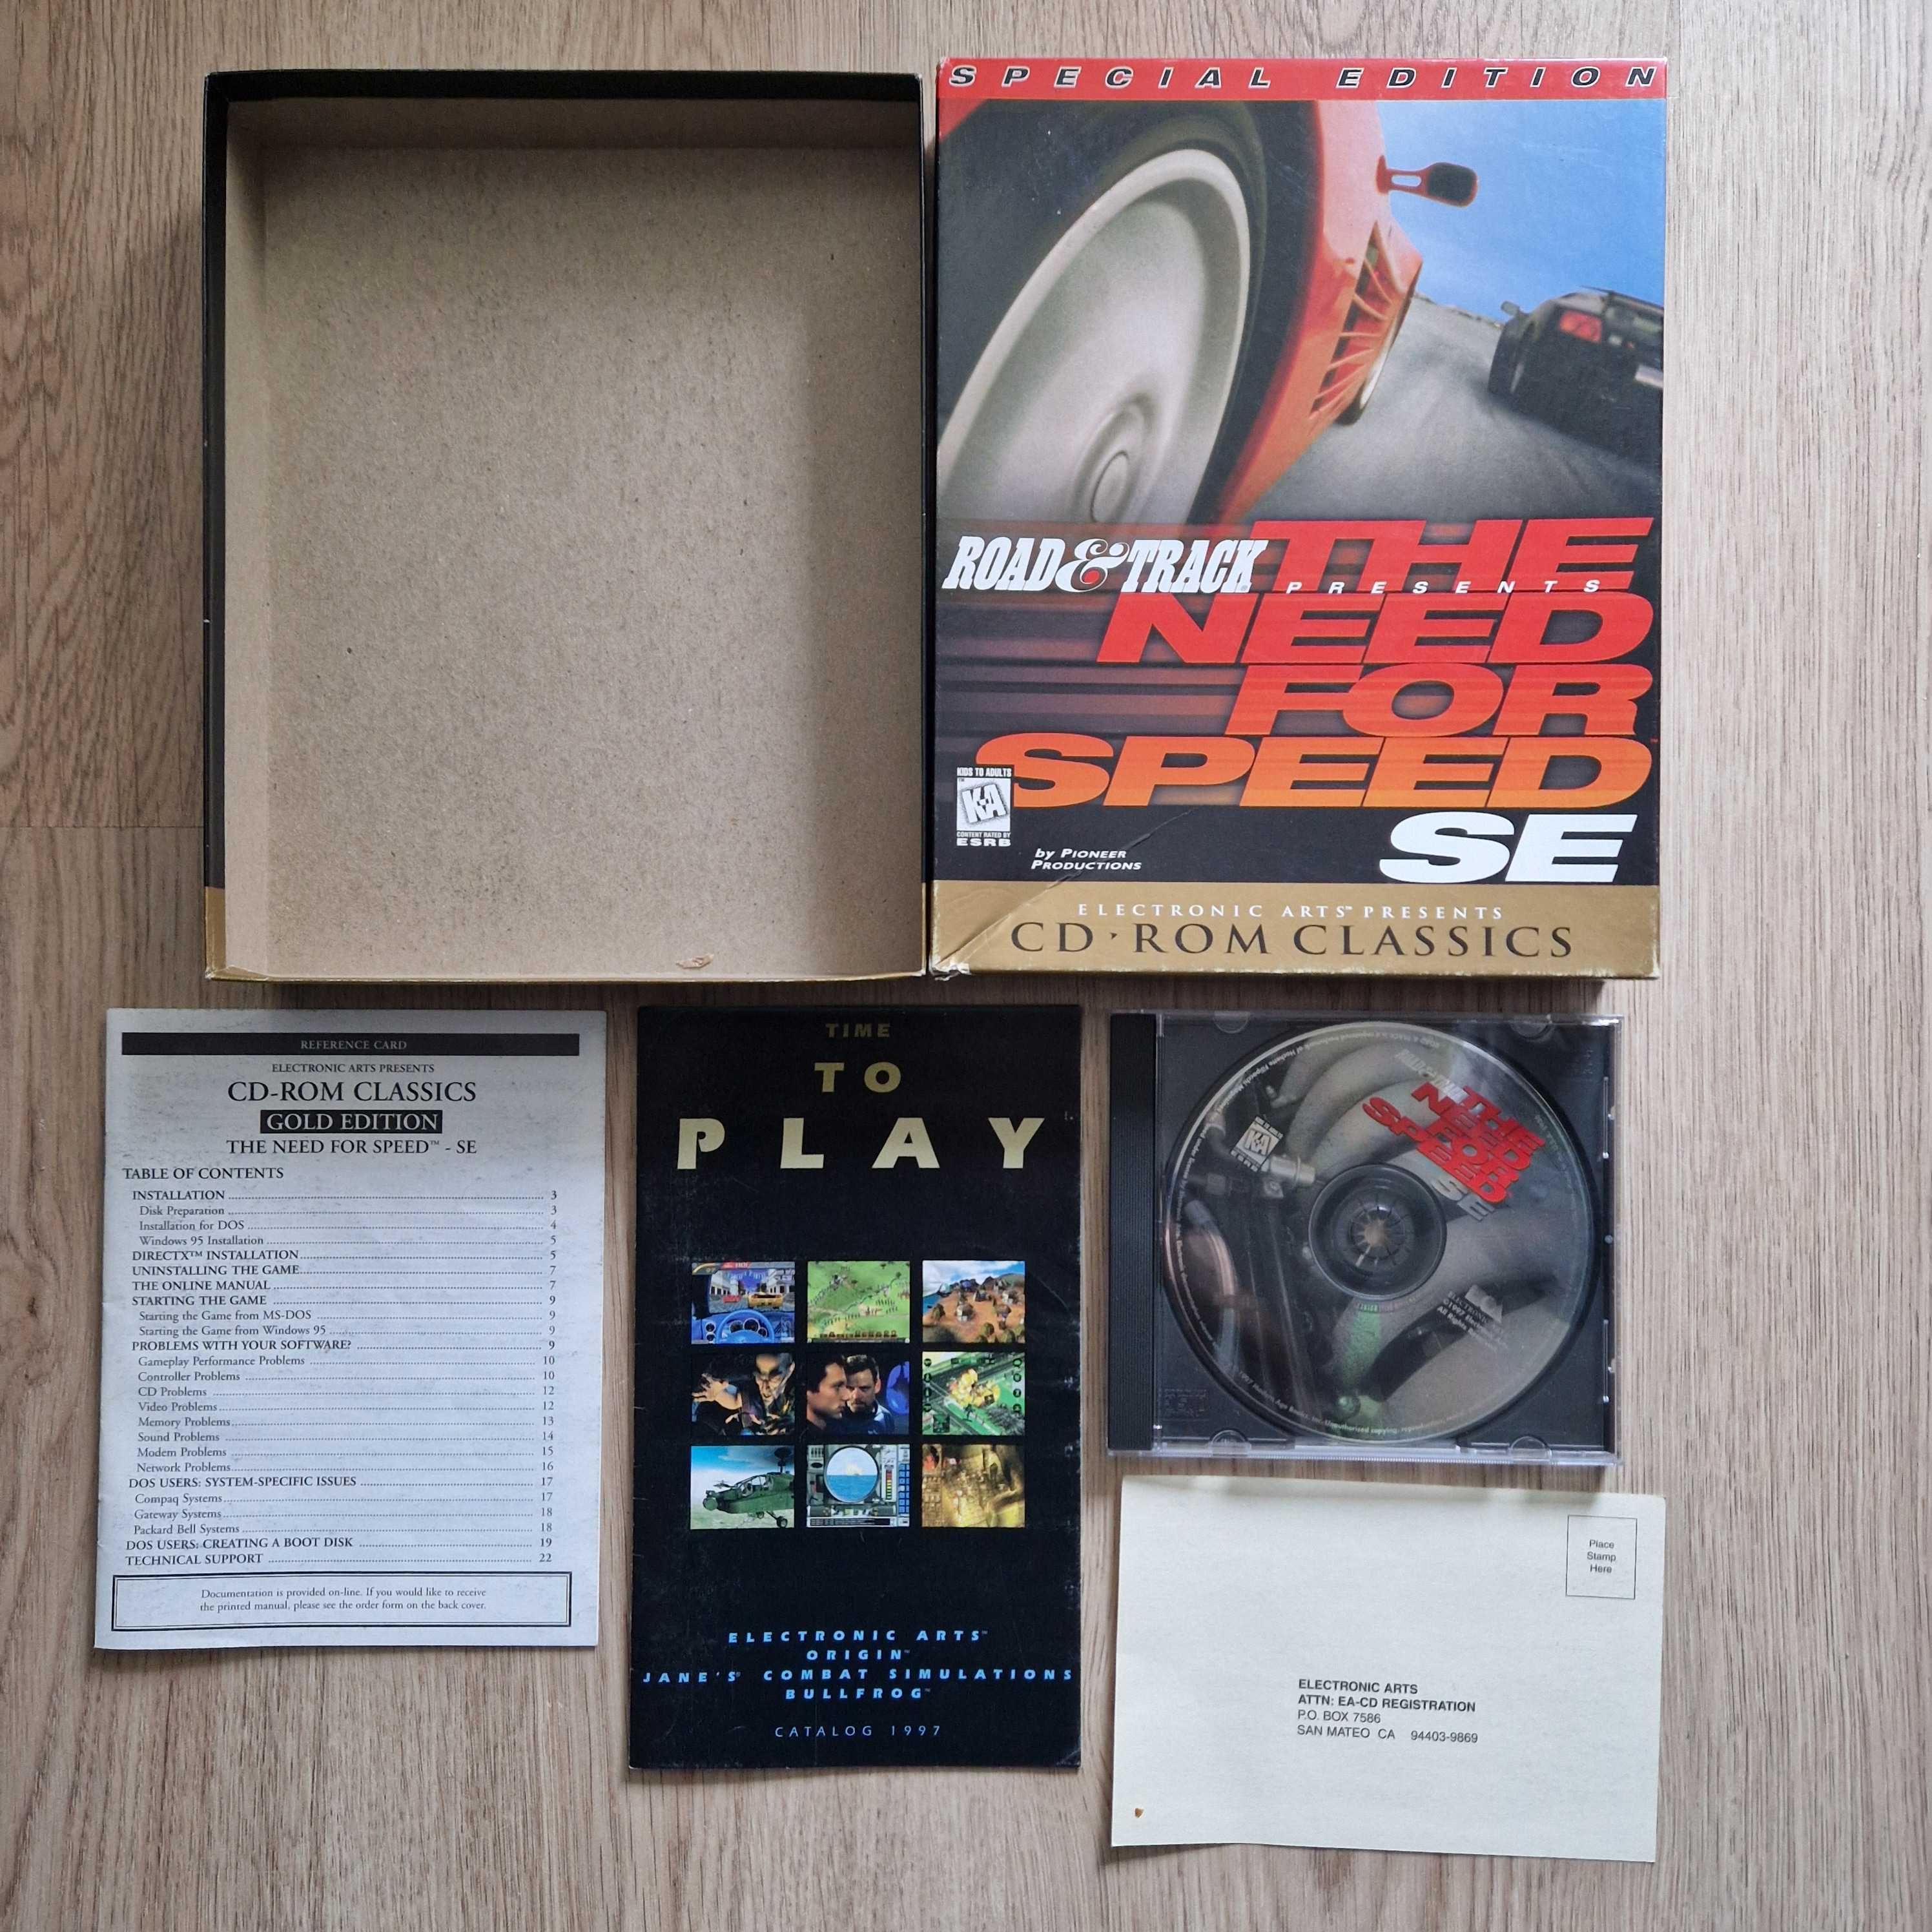 SPECIAL EDITION
ROAD & TRACK
PRESENTS
THE
NEED
FOR
SPEED™
SE
KIDS TO ADULTS
K-A
CONTENT RATED BY
ESRB
by PIONEER
PRODUCTIONS
ELECTRONIC ARTS™ PRESENTS
CD·ROM CLASSICS
REFERENCE CARD
ELECTRONIC ARTS PRESENTS
CD-ROM CLASSICS
GOLD EDITION
THE NEED FOR SPEED™ - SE
TABLE OF CONTENTS
INSTALLATION 3
Disk Preparation 3
Installation for DOS 4
Windows 95 Installation 5
DIRECTX™ INSTALLATION 5
UNINSTALLING THE GAME 7
THE ONLINE MANUAL 7
STARTING THE GAME 9
Starting the Game from MS-DOS 9
Starting the Game from Windows 95 9
PROBLEMS WITH YOUR SOFTWARE? 9
Gameplay Performance Problems 10
Controller Problems 10
CD Problems 12
Video Problems 12
Memory Problems 13
Sound Problems 14
Modem Problems 15
Network Problems 16
DOS USERS: SYSTEM-SPECIFIC ISSUES 17
Compaq Systems 17
Gateway Systems 18
Packard Bell Systems 18
DOS USERS: CREATING A BOOT DISK 19
TECHNICAL SUPPORT 22
Documentation is provided on-line. If you would like to receive
the printed manual, please see the order form on the back cover.
TIME
TO
PLAY
ELECTRONIC ARTS™
ORIGIN™
JANE'S® COMBAT SIMULATIONS
BULLFROG™
CATALOG 1997
THE
NEED
FOR
SPEED
SE
K-A
ESRB
Place
Stamp
Here
ELECTRONIC ARTS
ATTN: EA-CD REGISTRATION
P.O. BOX 7586
SAN MATEO CA 94403-9869